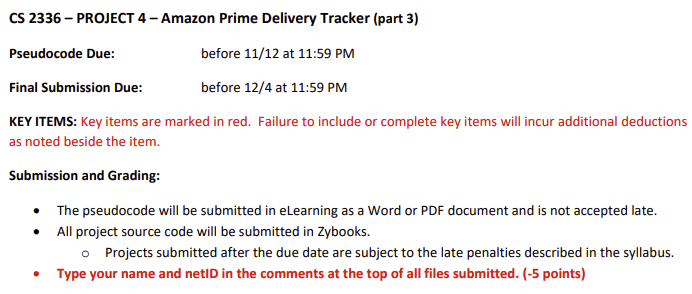 CS 2336 – PROJECT 4 – Amazon Prime Delivery Tracker (part 3)
Pseudocode Due: before 11/12 at 11:59 PM
Final Submission Due: before 12/4 at 11:59 PM
KEY ITEMS: Key items are marked in red. Failure to include or complete key items will incur additional deductions
as noted beside the item.
Submission and Grading:
• The pseudocode will be submitted in eLearning as a Word or PDF document and is not accepted late.
• All project source code will be submitted in Zybooks.
o Projects submitted after the due date are subject to the late penalties described in the syllabus.
• Type your name and netID in the comments at the top of all files submitted. (-5 points)